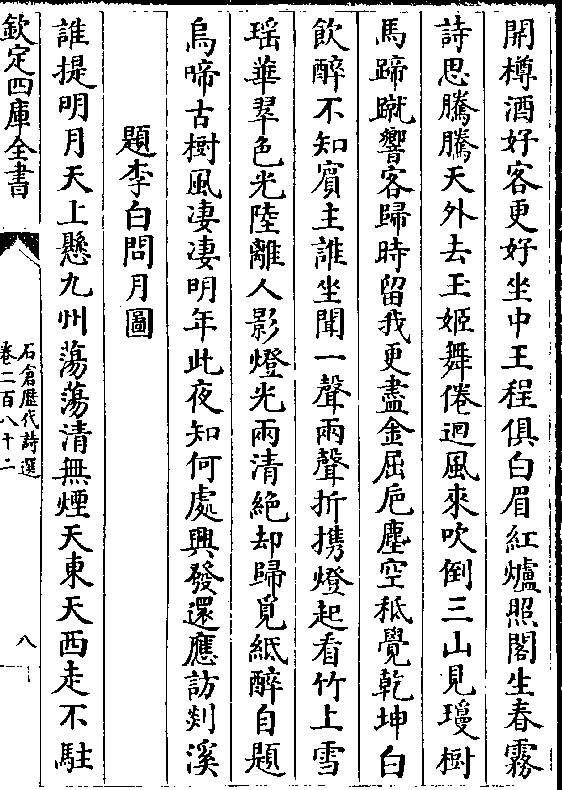 開樽酒好客更好坐中王程俱白眉紅爐照閣生春霧
詩思騰騰天外去玉姬舞倦迴風來吹倒三山見瓊樹
馬蹄蹴響客歸時留我更盡金屈卮塵空秪覺乾坤白
飲醉不知賓主誰坐聞一聲兩聲折携燈起看竹上雪
瑶華翠色光陸離人影燈光兩清絶却歸覓紙醉自題
烏啼古樹風凄凄明年此夜知何處興發還應訪剡溪
題李白問月圖
誰提明月天上懸九州蕩蕩清無煙天東天西走不駐
欽定四庫全書
石倉歴代詩選
卷二百八十二
八